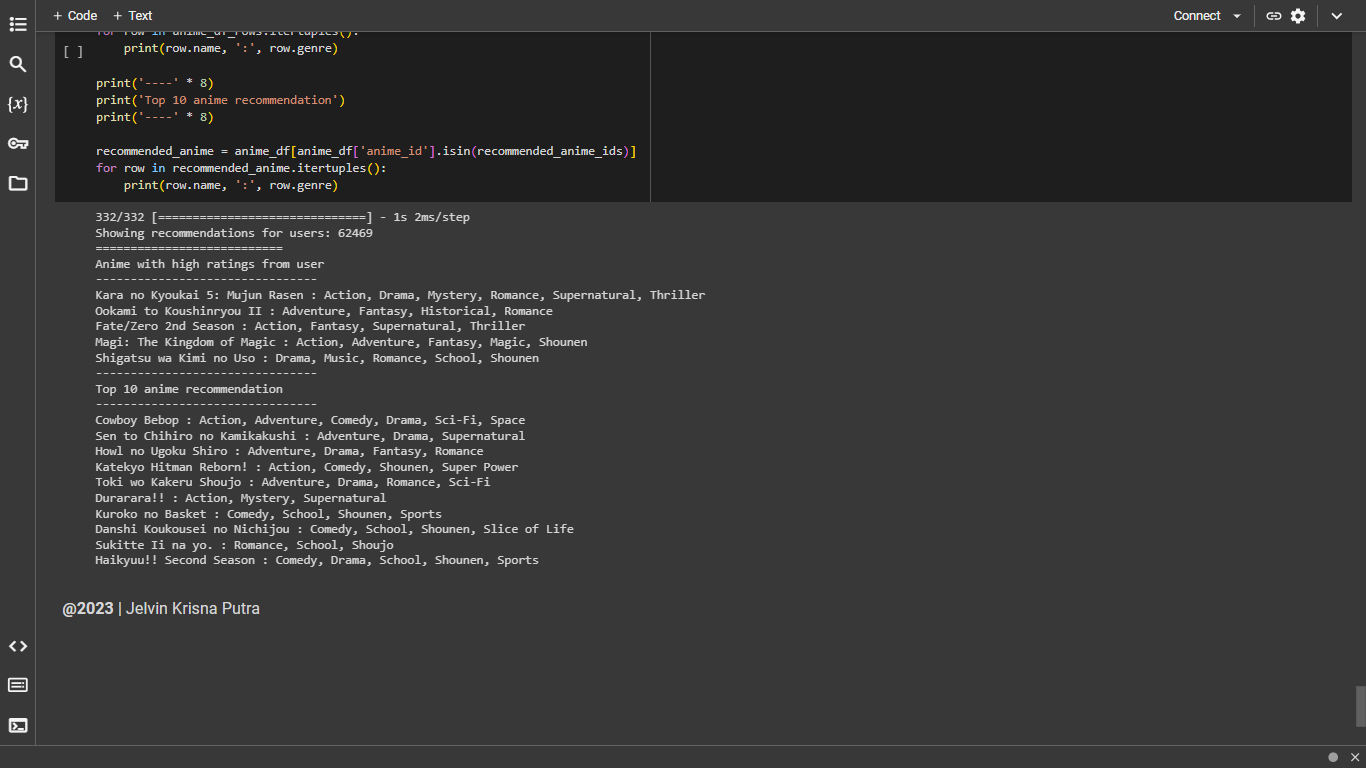 + Code + Text Connect
for row in anime_df_rows.itertuples():
[ ] print(row.name, ':', row.genre)
print('----' * 8)
print('Top 10 anime recommendation')
print('----' * 8)
recommended_anime = anime_df[anime_df['anime_id'].isin(recommended_anime_ids)]
for row in recommended_anime.itertuples():
print(row.name, ':', row.genre)
332/332 [==============================] - 1s 2ms/step
Showing recommendations for users: 62469
===========================
Anime with high ratings from user
--------------------------------
Kara no Kyoukai 5: Mujun Rasen : Action, Drama, Mystery, Romance, Supernatural, Thriller
Ookami to Koushinryou II : Adventure, Fantasy, Historical, Romance
Fate/Zero 2nd Season : Action, Fantasy, Supernatural, Thriller
Magi: The Kingdom of Magic : Action, Adventure, Fantasy, Magic, Shounen
Shigatsu wa Kimi no Uso : Drama, Music, Romance, School, Shounen
--------------------------------
Top 10 anime recommendation
--------------------------------
Cowboy Bebop : Action, Adventure, Comedy, Drama, Sci-Fi, Space
Sen to Chihiro no Kamikakushi : Adventure, Drama, Supernatural
Howl no Ugoku Shiro : Adventure, Drama, Fantasy, Romance
Katekyo Hitman Reborn! : Action, Comedy, Shounen, Super Power
Toki wo Kakeru Shoujo : Adventure, Drama, Romance, Sci-Fi
Durarara!! : Action, Mystery, Supernatural
Kuroko no Basket : Comedy, School, Shounen, Sports
Danshi Koukousei no Nichijou : Comedy, School, Shounen, Slice of Life
Sukitte Ii na yo. : Romance, School, Shoujo
Haikyuu!! Second Season : Comedy, Drama, School, Shounen, Sports
@2023 | Jelvin Krisna Putra